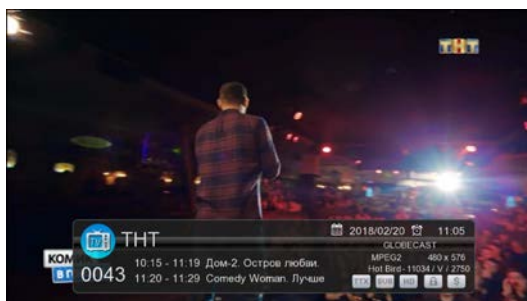 ТНТ
2018/02/20 11:05
ТНТ
GLOBECAST
MPEG2 480 x 576
Hot Bird- 11034 / V / 2750
0043
10:15 - 11:19 Дом-2. Остров любви.
11:20 - 11:29 Comedy Woman. Лучше
TTX SUB HD S
КОМ
В П